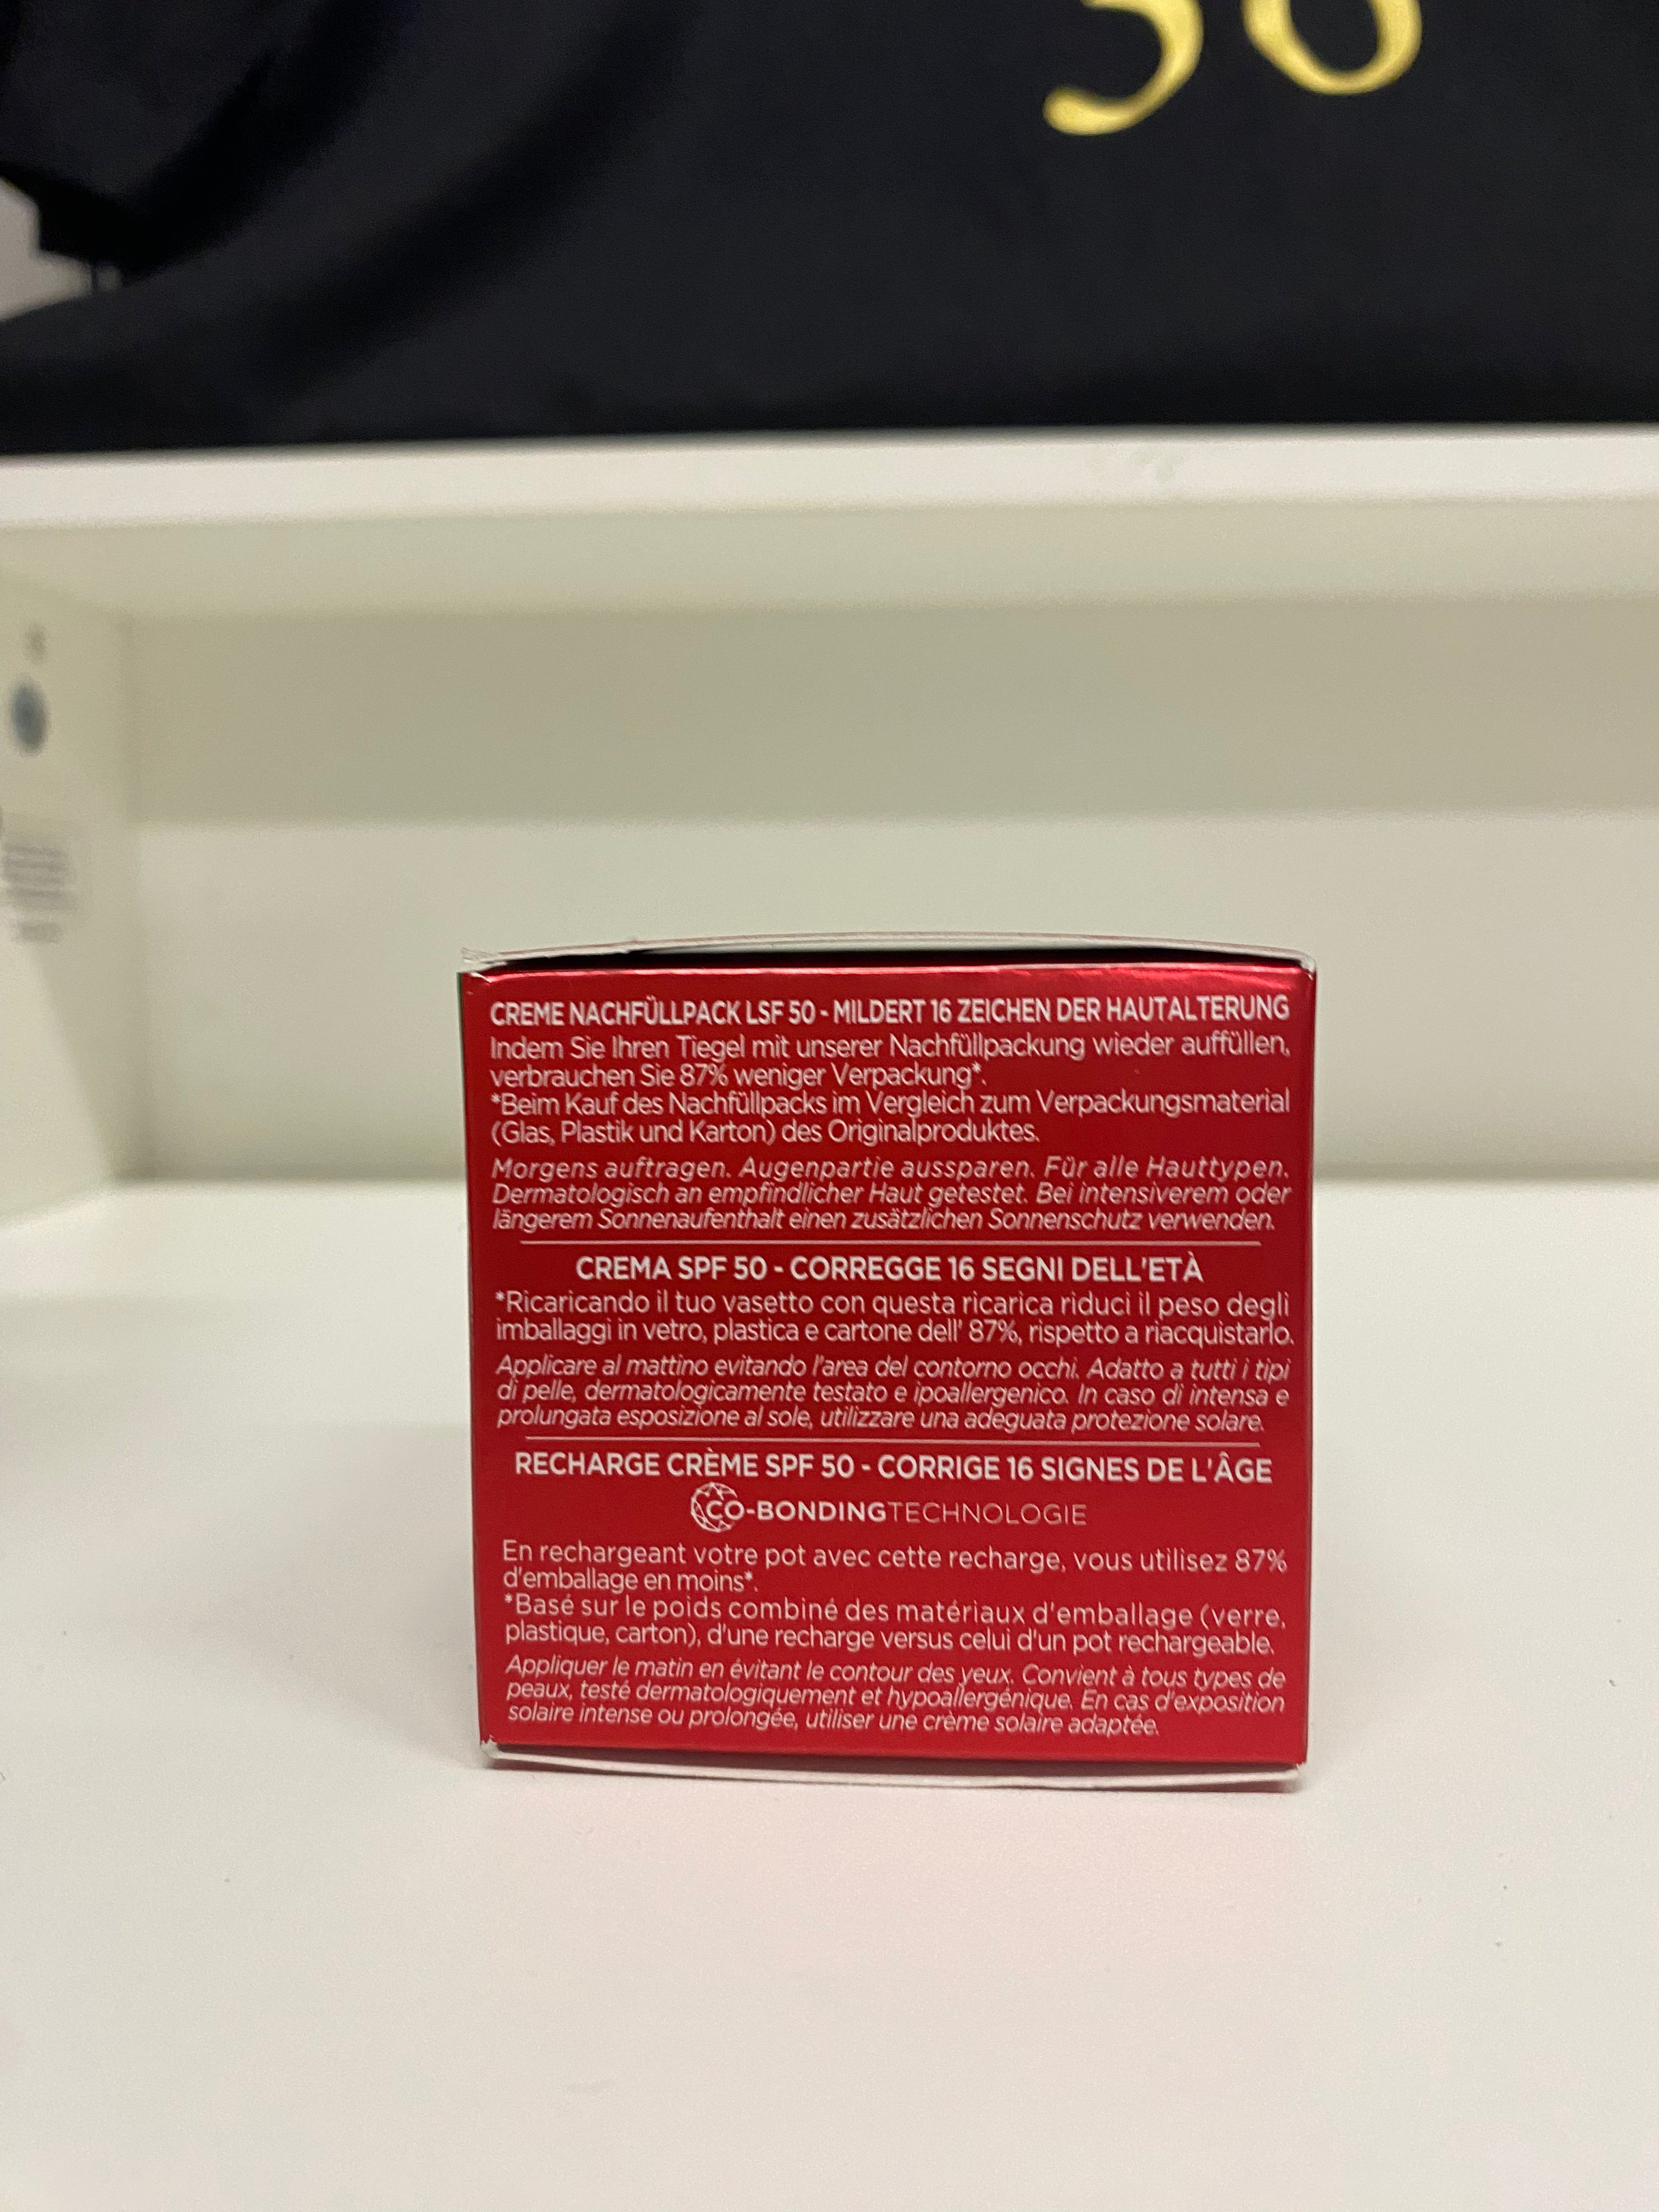 CREME NACHFÜLLPACK LSF 50 - MILDERT 16 ZEICHEN DER HAUTALTERUNG
Indem Sie Ihren Tiegel mit unserer Nachfüllpackung wieder auffüllen,
verbrauchen Sie 87% weniger Verpackung*.
*Beim Kauf des Nachfüllpacks im Vergleich zum Verpackungsmaterial
(Glas, Plastik und Karton) des Originalproduktes.
Morgens auftragen. Augenpartie aussparen. Für alle Hauttypen.
Dermatologisch an empfindlicher Haut getestet. Bei intensiverem oder
längerem Sonnenaufenthalt einen zusätzlichen Sonnenschutz verwenden.
CREMA SPF 50 - CORREGGE 16 SEGNI DELL'ETÀ
*Ricaricando il tuo vasetto con questa ricarica riduci il peso degli
imballaggi in vetro, plastica e cartone dell' 87%, rispetto a riacquistarlo.
Applicare al mattino evitando l'area del contorno occhi. Adatto a tutti i tipi
di pelle, dermatologicamente testato e ipoallergenico. In caso di intensa e
prolungata esposizione al sole, utilizzare una adeguata protezione solare.
RECHARGE CRÈME SPF 50 - CORRIGE 16 SIGNES DE L'ÂGE
CO-BONDINGTECHNOLOGIE
En rechargeant votre pot avec cette recharge, vous utilisez 87%
d'emballage en moins*.
*Basé sur le poids combiné des matériaux d'emballage (verre,
plastique, carton), d'une recharge versus celui d'un pot rechargeable.
Appliquer le matin en évitant le contour des yeux. Convient à tous types de
peaux, testé dermatologiquement et hypoallergénique. En cas d'exposition
solaire intense ou prolongée, utiliser une crème solaire adaptée.